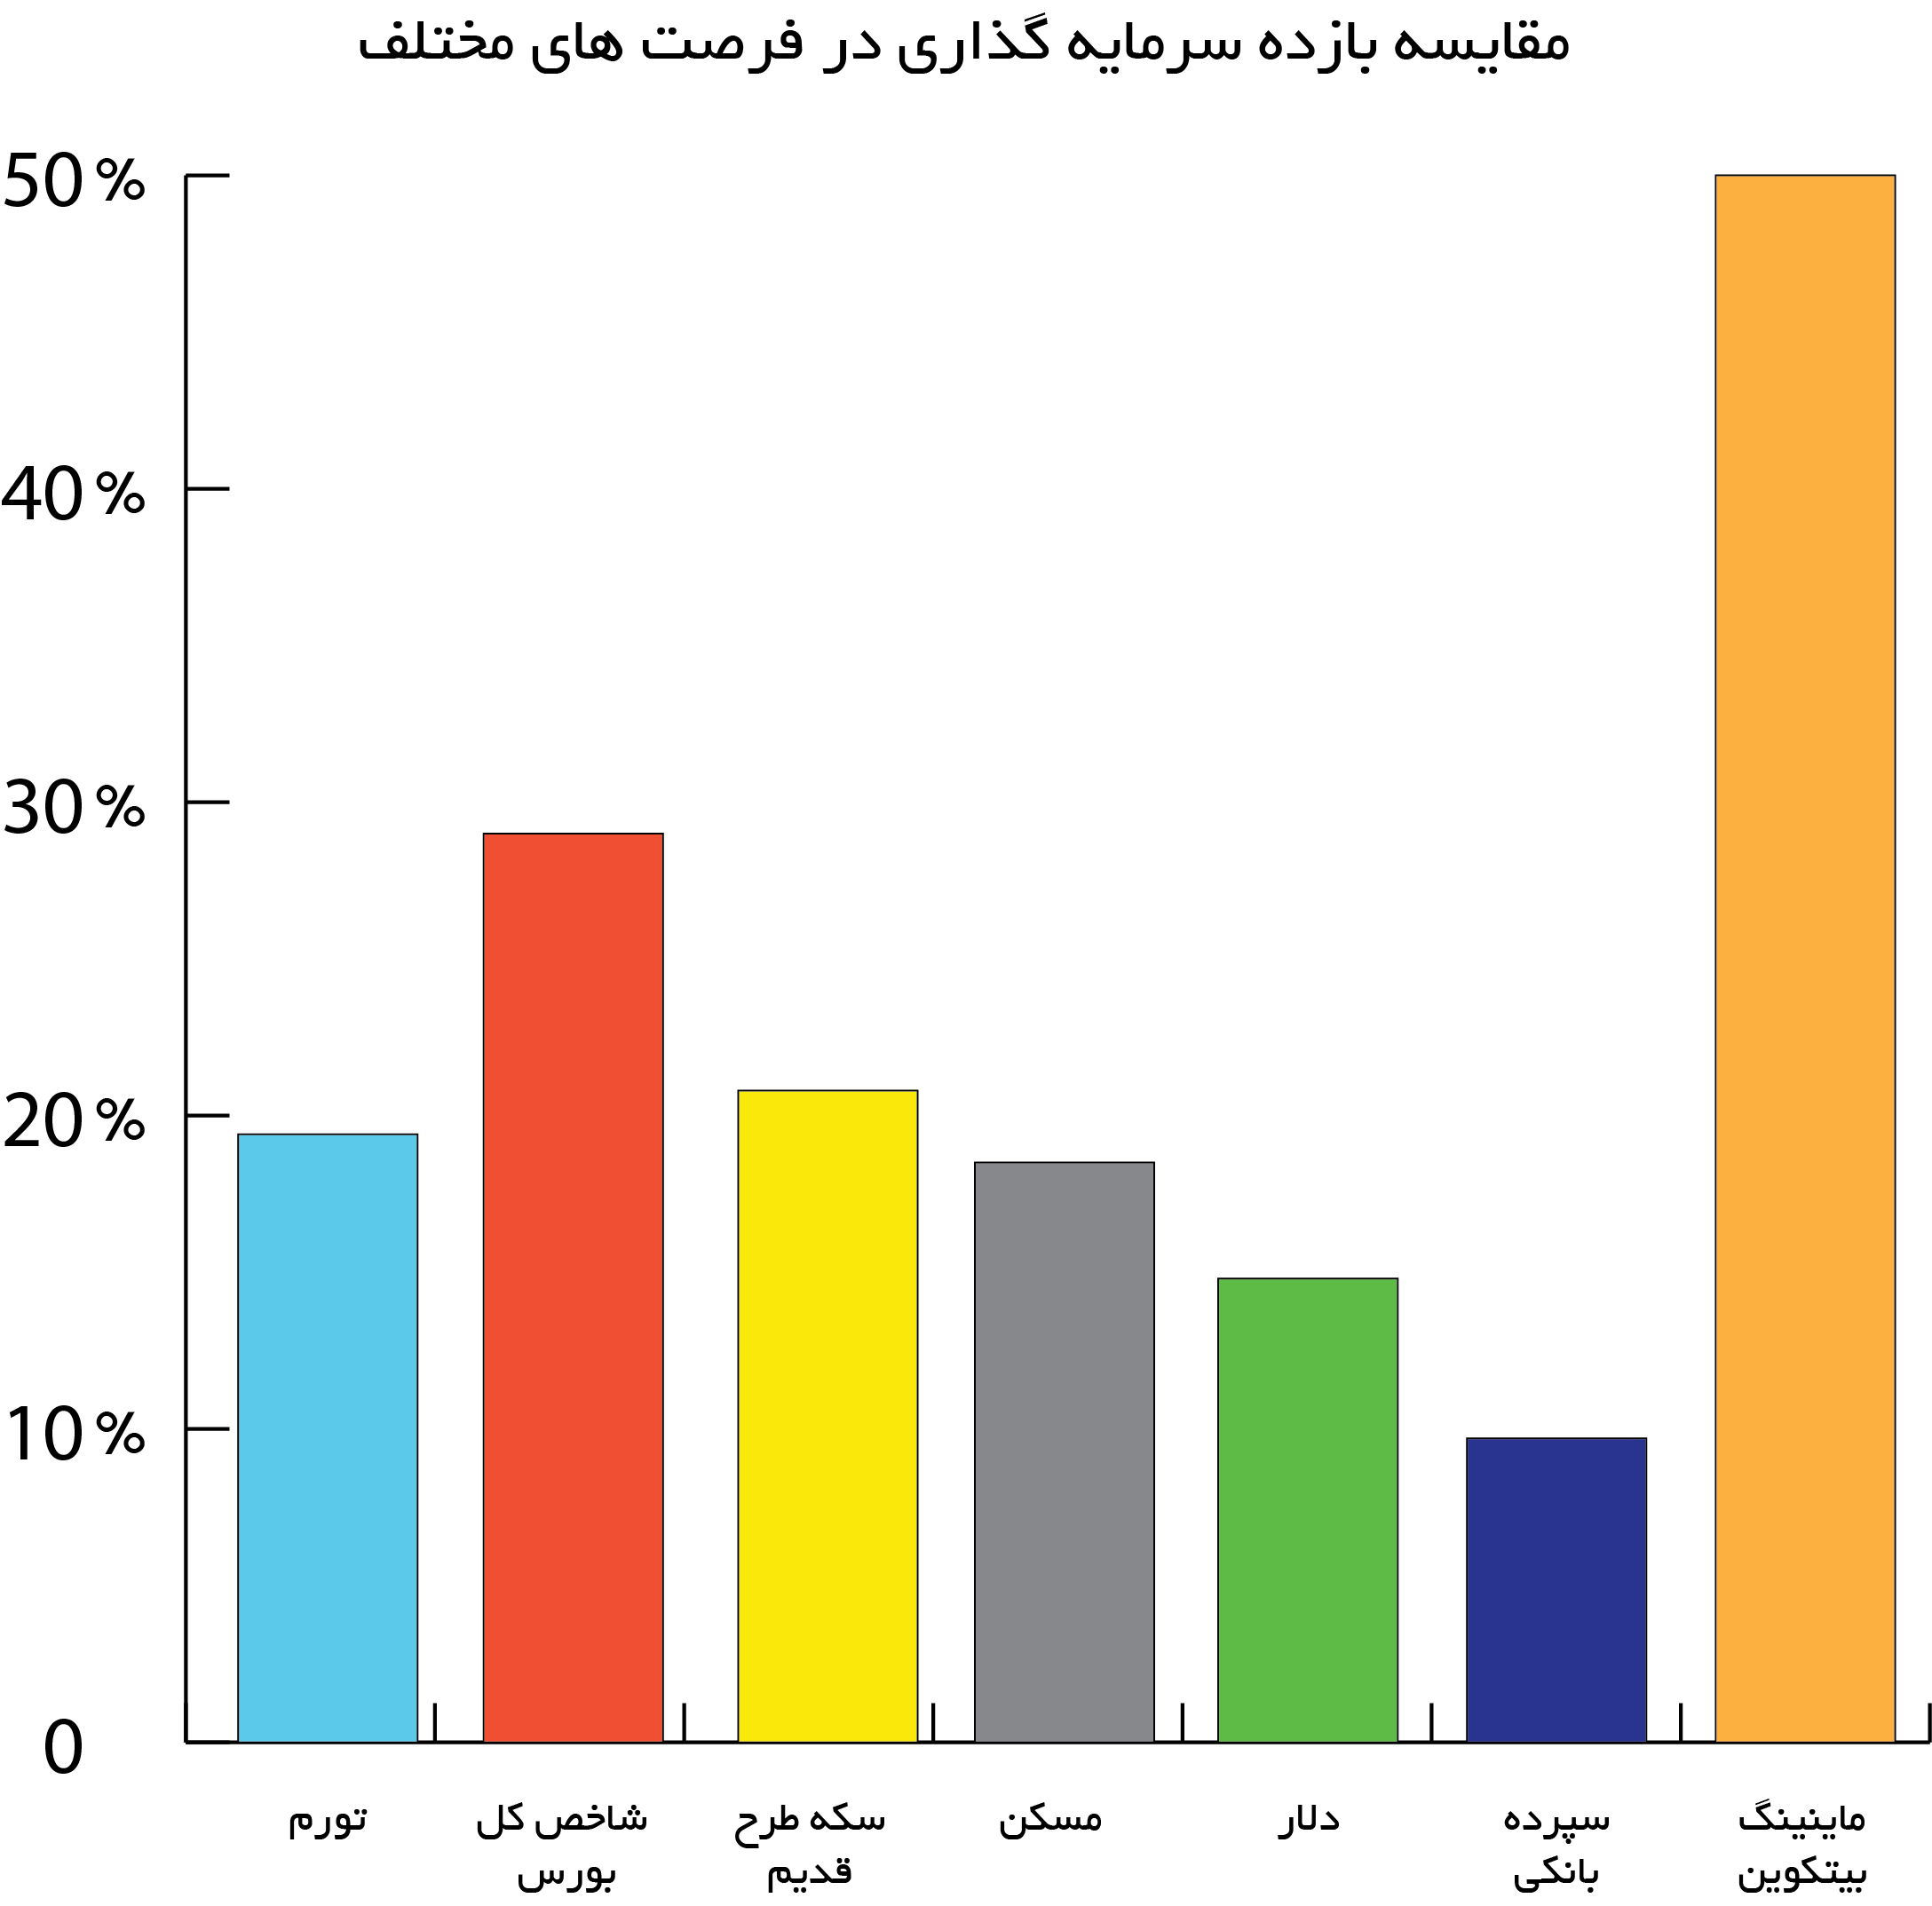 مقایسه بازده سرمایه گذاری در فرصت های مختلف
50 %
40 %
30 %
20 %
10 %
0
تورم
شاخص کل
بورس
سکه طرح
قدیم
مسکن
دلار
سپرده
بانکی
ماینینگ
بیتکوین